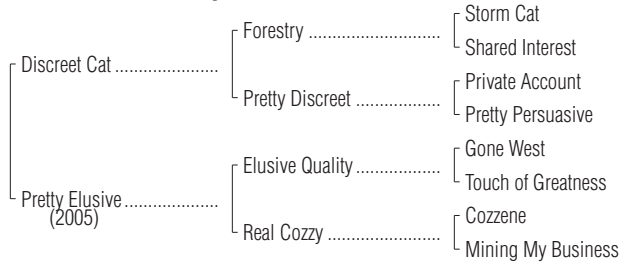 Storm Cat
Forestry ...........................
Shared Interest
Discreet Cat .....................
Private Account
Pretty Discreet .....................
Pretty Persuasive
Gone West
Elusive Quality .....................
Touch of Greatness
Pretty Elusive ...................
(2005)
Cozzene
Real Cozzy ........................
Mining My Business